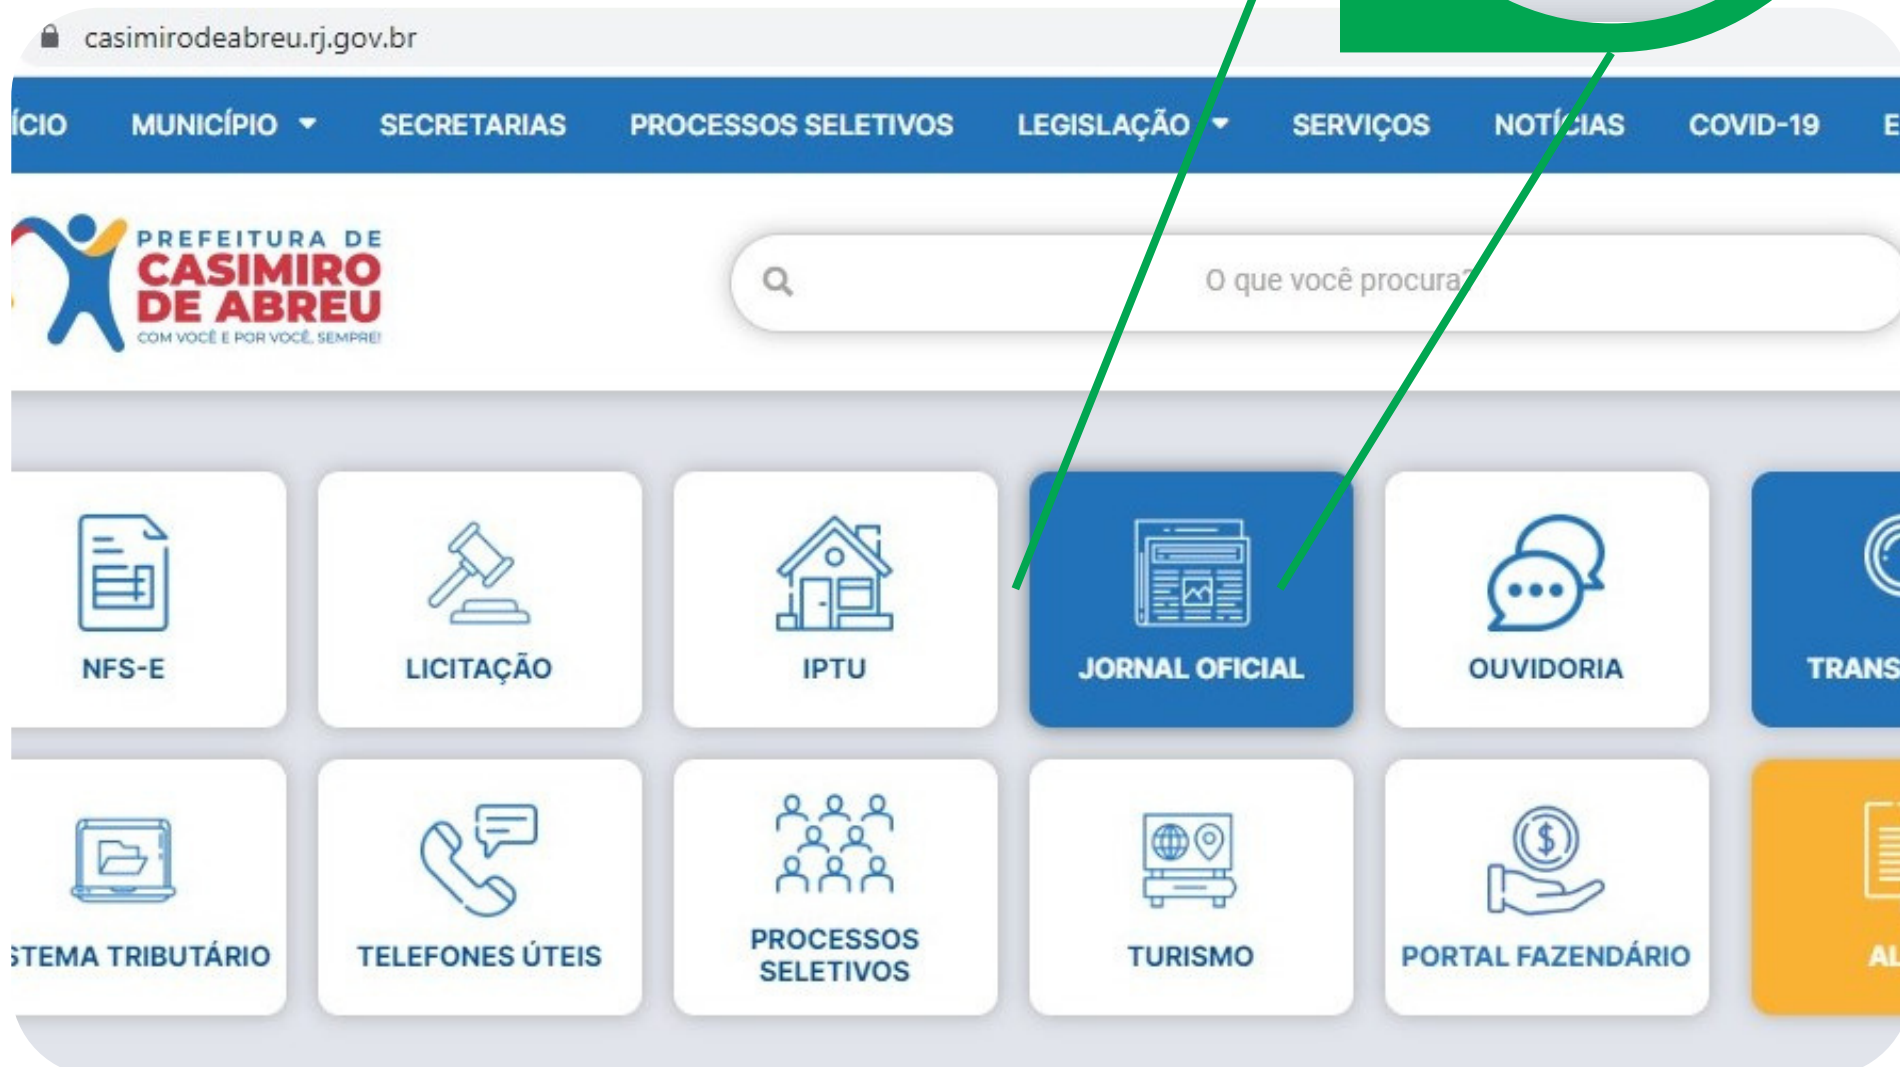 casimirodeabreu.rj.gov.br
ÍCIO MUNICÍPIO SECRETARIAS PROCESSOS SELETIVOS LEGISLAÇÃO SERVIÇOS NOTÍCIAS COVID-19 E
PREFEITURA DE
CASIMIRO
DE ABREU
COM VOCÊ E POR VOCÊ, SEMPRE!
O que você procura?
NFS-E LICITAÇÃO IPTU JORNAL OFICIAL OUVIDORIA TRANS
STEMA TRIBUTÁRIO TELEFONES ÚTEIS PROCESSOS SELETIVOS TURISMO PORTAL FAZENDÁRIO AL